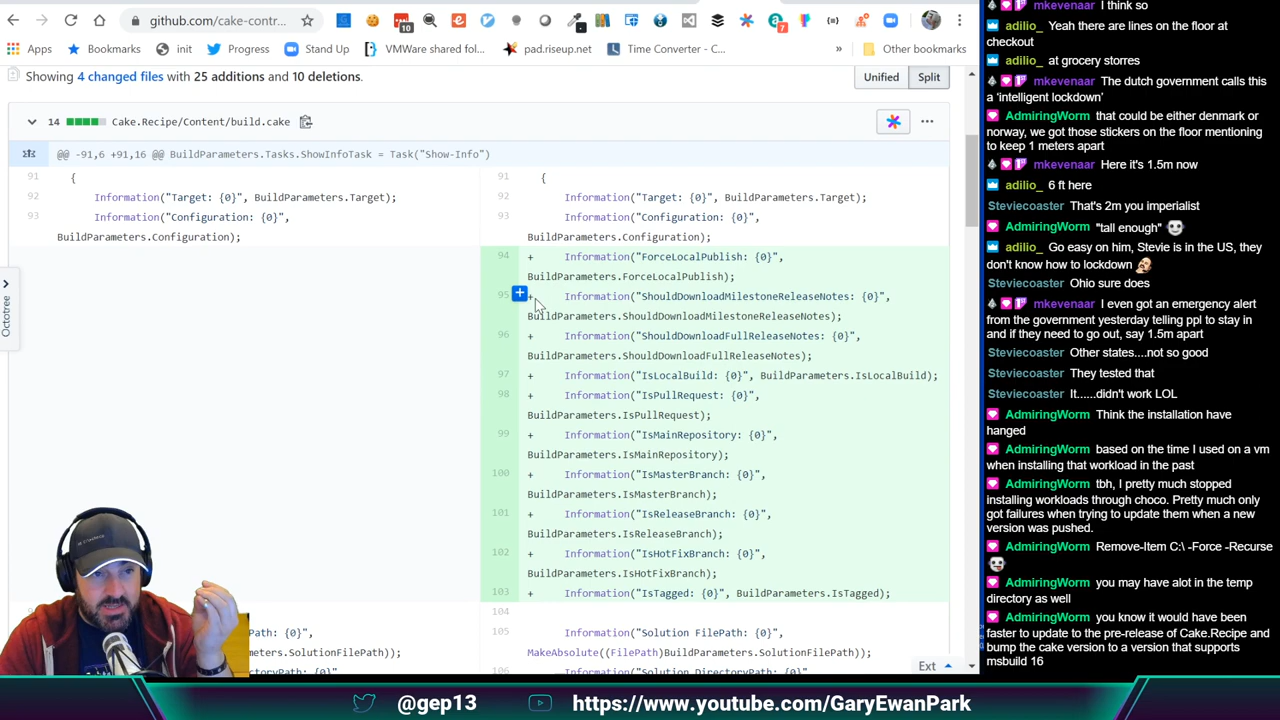 github.com/cake-contr...
10
7
Apps
Bookmarks
init
Progress
Stand Up
VMWare shared fol...
pad.riseup.net
Time Converter - C...
»
Other bookmarks
Showing 4 changed files with 25 additions and 10 deletions.
Unified
Split
14
Cake.Recipe/Content/build.cake
@@ -91,6 +91,16 @@ BuildParameters.Tasks.ShowInfoTask = Task("Show-Info")
91 {
92 Information("Target: {0}", BuildParameters.Target);
93 Information("Configuration: {0}",
BuildParameters.Configuration);
91 {
92 Information("Target: {0}", BuildParameters.Target);
93 Information("Configuration: {0}",
BuildParameters.Configuration);
94 + Information("ForceLocalPublish: {0}",
BuildParameters.ForceLocalPublish);
95 + Information("ShouldDownloadMilestoneReleaseNotes: {0}",
BuildParameters.ShouldDownloadMilestoneReleaseNotes);
96 + Information("ShouldDownloadFullReleaseNotes: {0}",
BuildParameters.ShouldDownloadFullReleaseNotes);
97 + Information("IsLocalBuild: {0}", BuildParameters.IsLocalBuild);
98 + Information("IsPullRequest: {0}",
BuildParameters.IsPullRequest);
99 + Information("IsMainRepository: {0}",
BuildParameters.IsMainRepository);
100 + Information("IsMasterBranch: {0}",
BuildParameters.IsMasterBranch);
101 + Information("IsReleaseBranch: {0}",
BuildParameters.IsReleaseBranch);
102 + Information("IsHotFixBranch: {0}",
BuildParameters.IsHotFixBranch);
103 + Information("IsTagged: {0}", BuildParameters.IsTagged);
104
105 Information("Solution FilePath: {0}",
MakeAbsolute((FilePath)BuildParameters.SolutionFilePath));
106 Information("Solution DirectoryPath: {0}",
Path: {0}",
ers.SolutionFilePath));
Path: {0}",
Octotree
Ext
mkevenaar I think so
adilio_ Yeah there are lines on the floor at
checkout
adilio_ at grocery storres
mkevenaar The dutch government calls this
a 'intelligent lockdown'
AdmiringWorm that could be either denmark or
norway, we got those stickers on the floor mentioning
to keep 1 meters apart
mkevenaar Here it's 1.5m now
adilio_ 6 ft here
Steviecoaster That's 2m you imperialist
AdmiringWorm "tall enough"
adilio_ Go easy on him, Stevie is in the US, they
don't know how to lockdown
Steviecoaster Ohio sure does
mkevenaar I even got an emergency alert
from the government yesterday telling ppl to stay in
and if they need to go out, say 1.5m apart
Steviecoaster Other states....not so good
Steviecoaster They tested that
Steviecoaster It......didn't work LOL
AdmiringWorm Think the installation have
hanged
AdmiringWorm based on the time I used on a vm
when installing that workload in the past
AdmiringWorm tbh, I pretty much stopped
installing workloads through choco. Pretty much only
got failures when trying to update them when a new
version was pushed.
AdmiringWorm Remove-Item C:\ -Force -Recurse
AdmiringWorm you may have alot in the temp
directory as well
AdmiringWorm you know it would have been
faster to update to the pre-release of Cake.Recipe and
bump the cake version to a version that supports
msbuild 16
@gep13
https://www.youtube.com/GaryEwanPark